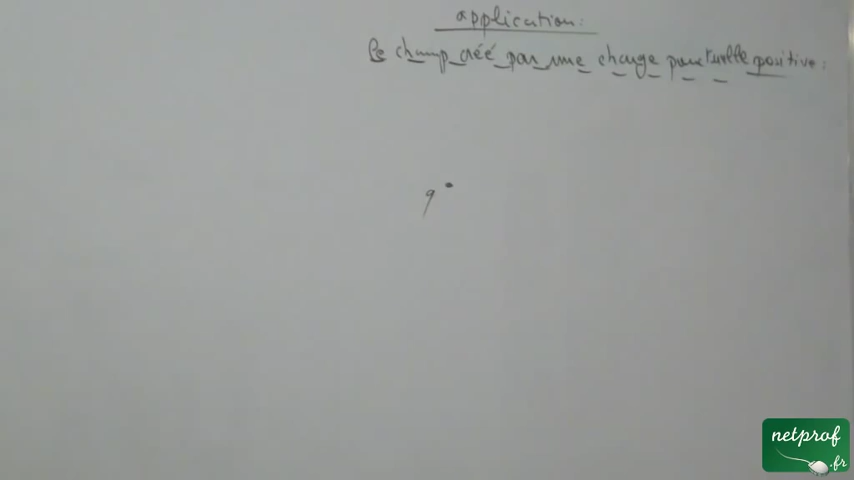 application:
le champ créé par une charge ponctuelle positive:
q
netprof
.fr